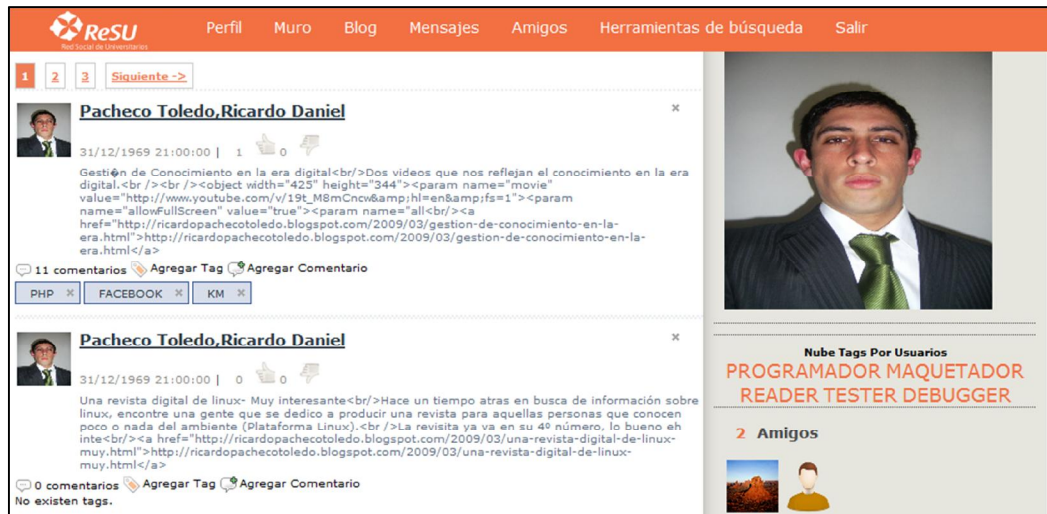 ReSU
Red Social de Universitarios
Perfil Muro Blog Mensajes Amigos Herramientas de búsqueda Salir
1 2 3 Siguiente ->
Pacheco Toledo,Ricardo Daniel ×
31/12/1969 21:00:00 | 1 0
Gesti�n de Conocimiento en la era digital<br/>Dos videos que nos reflejan el conocimiento en la era
digital.<br /><br /><object width="425" height="344"><param name="movie"
value="http://www.youtube.com/v/19t_M8mCncw&amp;hl=en&amp;fs=1"><param
name="allowFullScreen" value="true"><param name="all<br/><a
href="http://ricardopachecotoledo.blogspot.com/2009/03/gestion-de-conocimiento-en-la-
era.html">http://ricardopachecotoledo.blogspot.com/2009/03/gestion-de-conocimiento-en-la-
era.html</a>
11 comentarios Agregar Tag Agregar Comentario
PHP × FACEBOOK × KM ×
Pacheco Toledo,Ricardo Daniel ×
31/12/1969 21:00:00 | 0 0
Una revista digital de linux- Muy interesante<br/>Hace un tiempo atras en busca de información sobre
linux, encontre una gente que se dedico a producir una revista para aquellas personas que conocen
poco o nada del ambiente (Plataforma Linux).<br />La revisita ya va en su 4º número, lo bueno eh
inte<br/><a href="http://ricardopachecotoledo.blogspot.com/2009/03/una-revista-digital-de-linux-
muy.html">http://ricardopachecotoledo.blogspot.com/2009/03/una-revista-digital-de-linux-
muy.html</a>
0 comentarios Agregar Tag Agregar Comentario
No existen tags.
Nube Tags Por Usuarios
PROGRAMADOR MAQUETADOR
READER TESTER DEBUGGER
2 Amigos